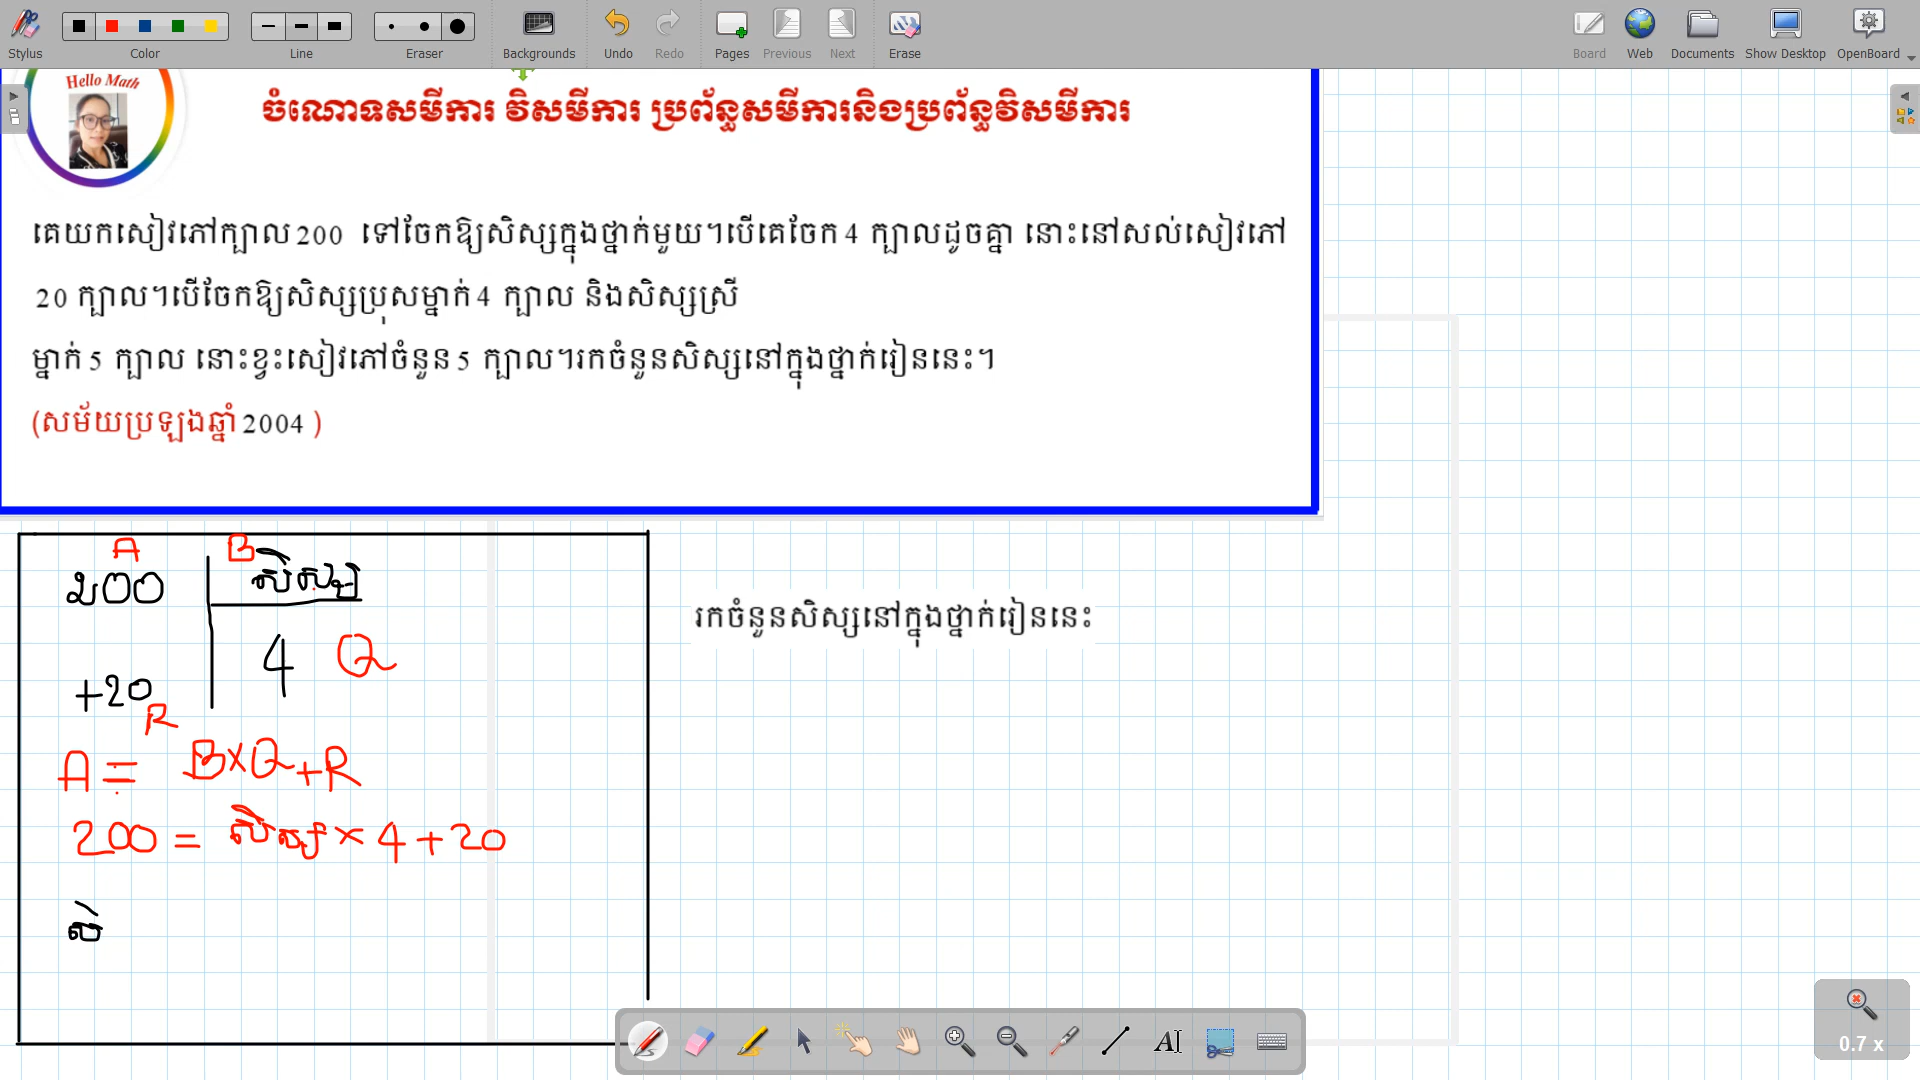 Stylus
Color
Line
Eraser
Backgrounds
Undo
Redo
Pages
Previous
Next
Erase
Board
Web
Documents
Show Desktop
OpenBoard
Hello Math
ចំណោទសមីការ វិសមីការ ប្រព័ន្ធសមីការនិងប្រព័ន្ធវិសមីការ
គេយកសៀវភៅក្បាល 200 ទៅចែកឱ្យសិស្សក្នុងថ្នាក់មួយ។បើគេចែក 4 ក្បាលដូចគ្នា នោះនៅសល់សៀវភៅ
20 ក្បាល។បើចែកឱ្យសិស្សប្រុសម្នាក់ 4 ក្បាល និងសិស្សស្រី
ម្នាក់ 5 ក្បាល នោះខ្វះសៀវភៅចំនួន 5 ក្បាល។រកចំនួនសិស្សនៅក្នុងថ្នាក់រៀននេះ។
(សម័យប្រឡងឆ្នាំ 2004 )
A B
200 សិស្ស
4 Q
+20
R
A = B×Q+R
200 = សិស្ស × 4 + 20
សិ
រកចំនួនសិស្សនៅក្នុងថ្នាក់រៀននេះ
0.7 x